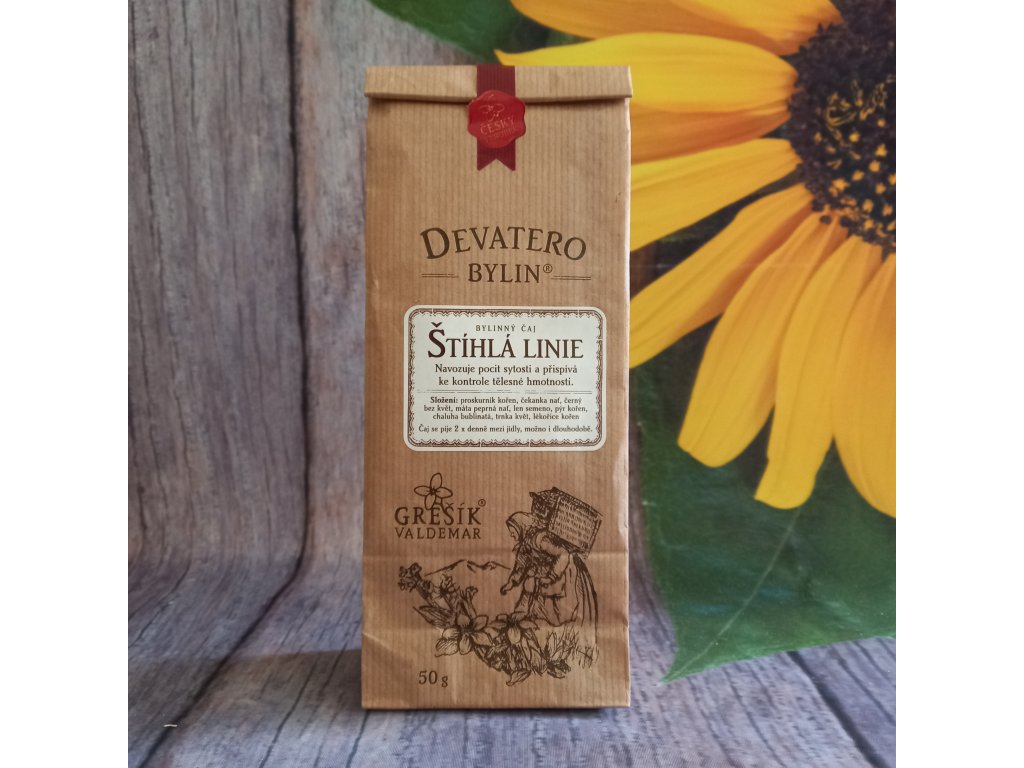 ČESKÝ
DEVATERO
BYLIN®
BYLINNÝ ČAJ
ŠTÍHLÁ LINIE
Navozuje pocit sytosti a přispívá
ke kontrole tělesné hmotnosti.
Složení: proskurník kořen, čekanka nať, černý
bez květ, máta peprná nať, len semeno, pýr kořen,
chaluha bublinatá, trnka květ, lékořice kořen
Čaj se pije 2 x denně mezi jídly, možno i dlouhodobě.
GREŠÍK®
VALDEMAR
50 g